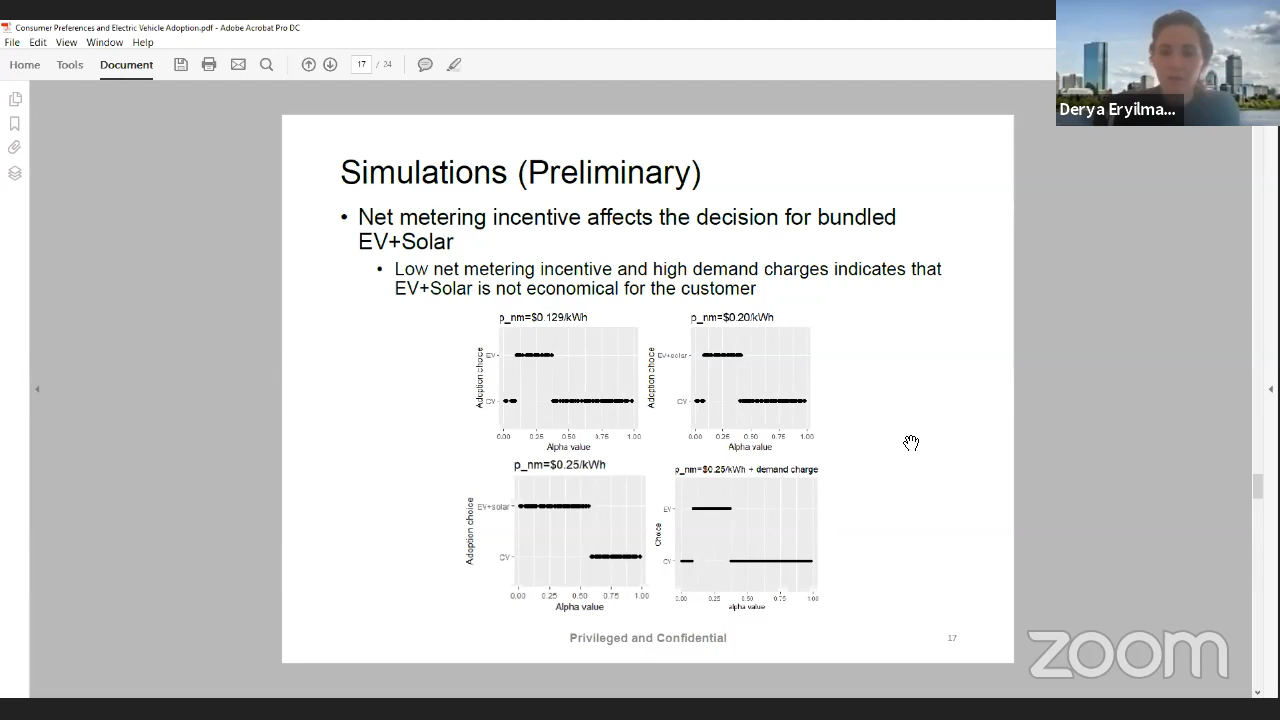 Consumer Preferences and Electric Vehicle Adoption.pdf - Adobe Acrobat Pro DC
File Edit View Window Help
Home Tools Document 17 / 24
Derya Eryilma...
Simulations (Preliminary)
• Net metering incentive affects the decision for bundled
EV+Solar
• Low net metering incentive and high demand charges indicates that
EV+Solar is not economical for the customer
p_nm=$0.129/kWh
Adoption choice
EV
CV
0.00 0.25 0.50 0.75 1.00
Alpha value
p_nm=$0.20/kWh
Adoption choice
EV+solar
CV
0.00 0.25 0.50 0.75 1.00
Alpha value
p_nm=$0.25/kWh
Adoption choice
EV+solar
CV
0.00 0.25 0.50 0.75 1.00
Alpha value
p_nm=$0.25/kWh + demand charge
Choice
EV
CV
0.00 0.25 0.50 0.75 1.00
alpha value
Privileged and Confidential
17
zoom